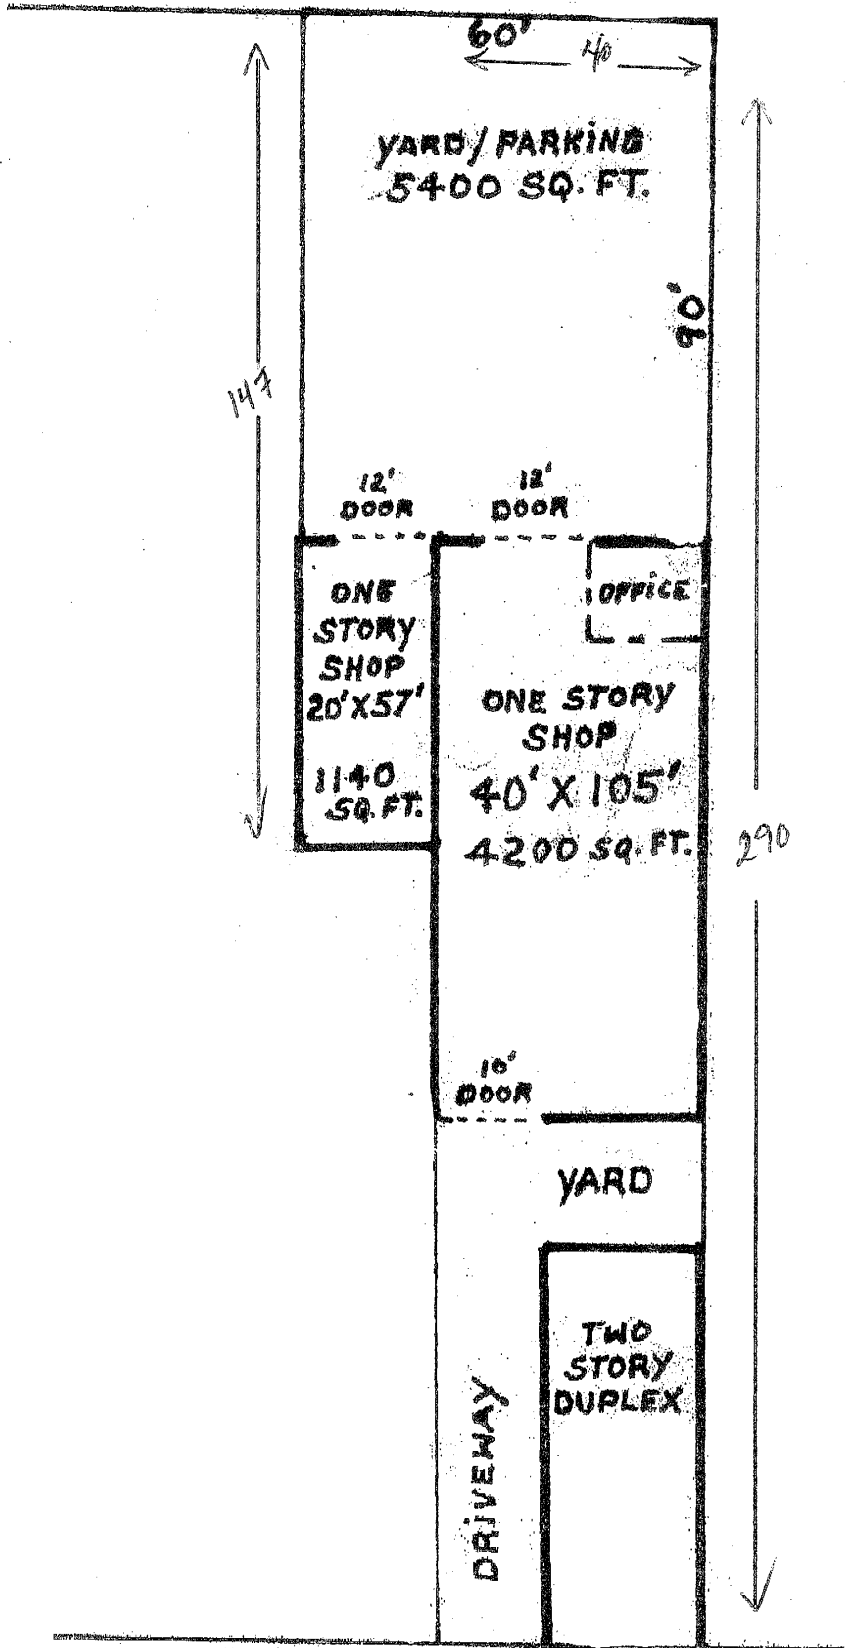 60'
40
YARD/PARKING
5400 SQ. FT.
90'
147
12'
DOOR
12'
DOOR
ONE
STORY
SHOP
20'X57'
1140
SQ.FT.
OFFICE
ONE STORY
SHOP
40' X 105'
4200 SQ. FT.
290
10'
DOOR
YARD
TWO
STORY
DUPLEX
DRIVEWAY